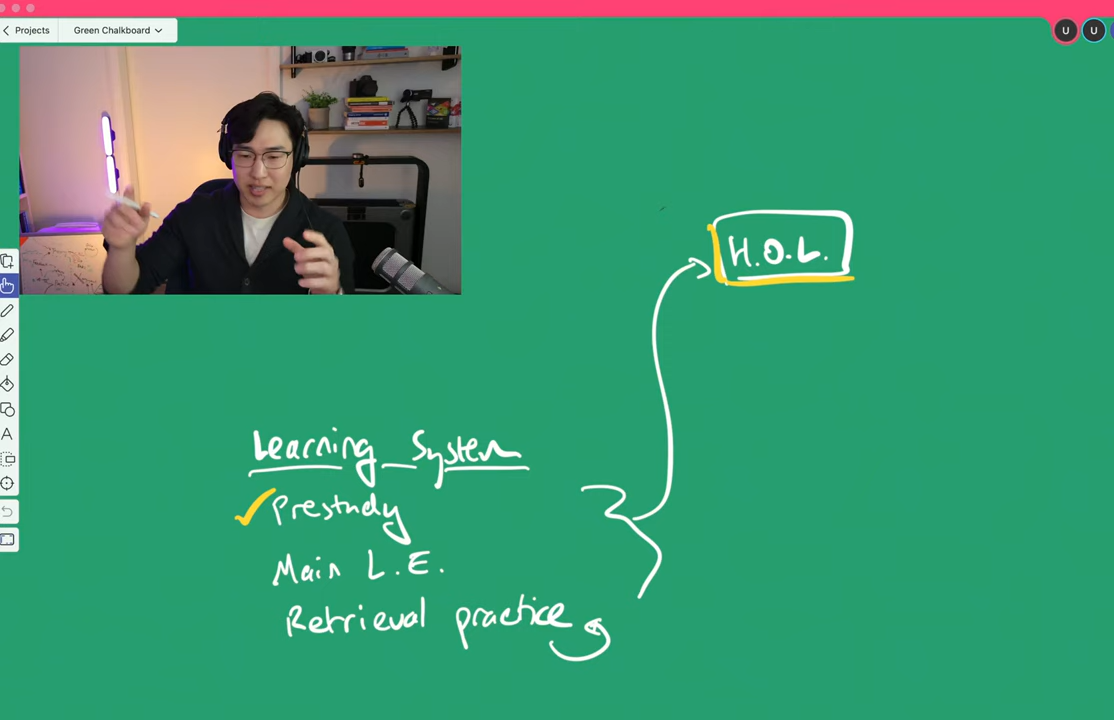 Projects
Green Chalkboard
U
U
H.O.L.
Learning System
Prestudy
Main L.E.
Retrieval practice
A